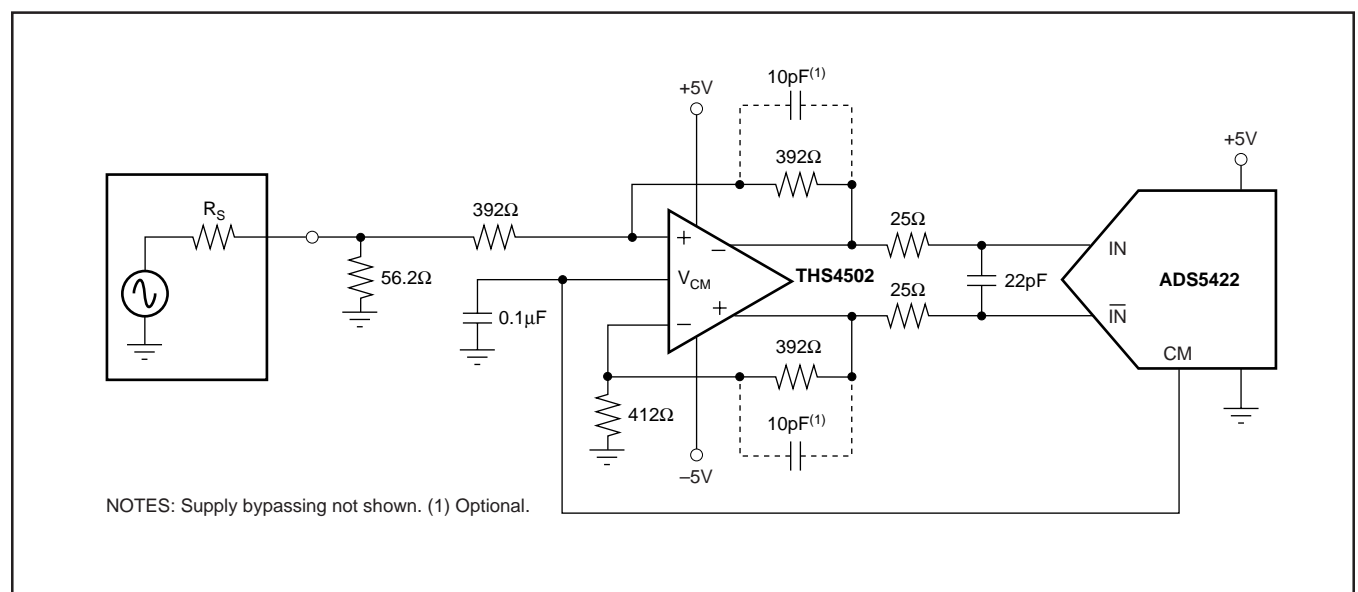 10pF(1)
+5V
392Ω
+5V
RS
392Ω
25Ω
+
−
IN
56.2Ω
VCM
THS4502
22pF
ADS5422
0.1μF
+
25Ω
IN
−
392Ω
CM
412Ω
10pF(1)
−5V
NOTES: Supply bypassing not shown. (1) Optional.